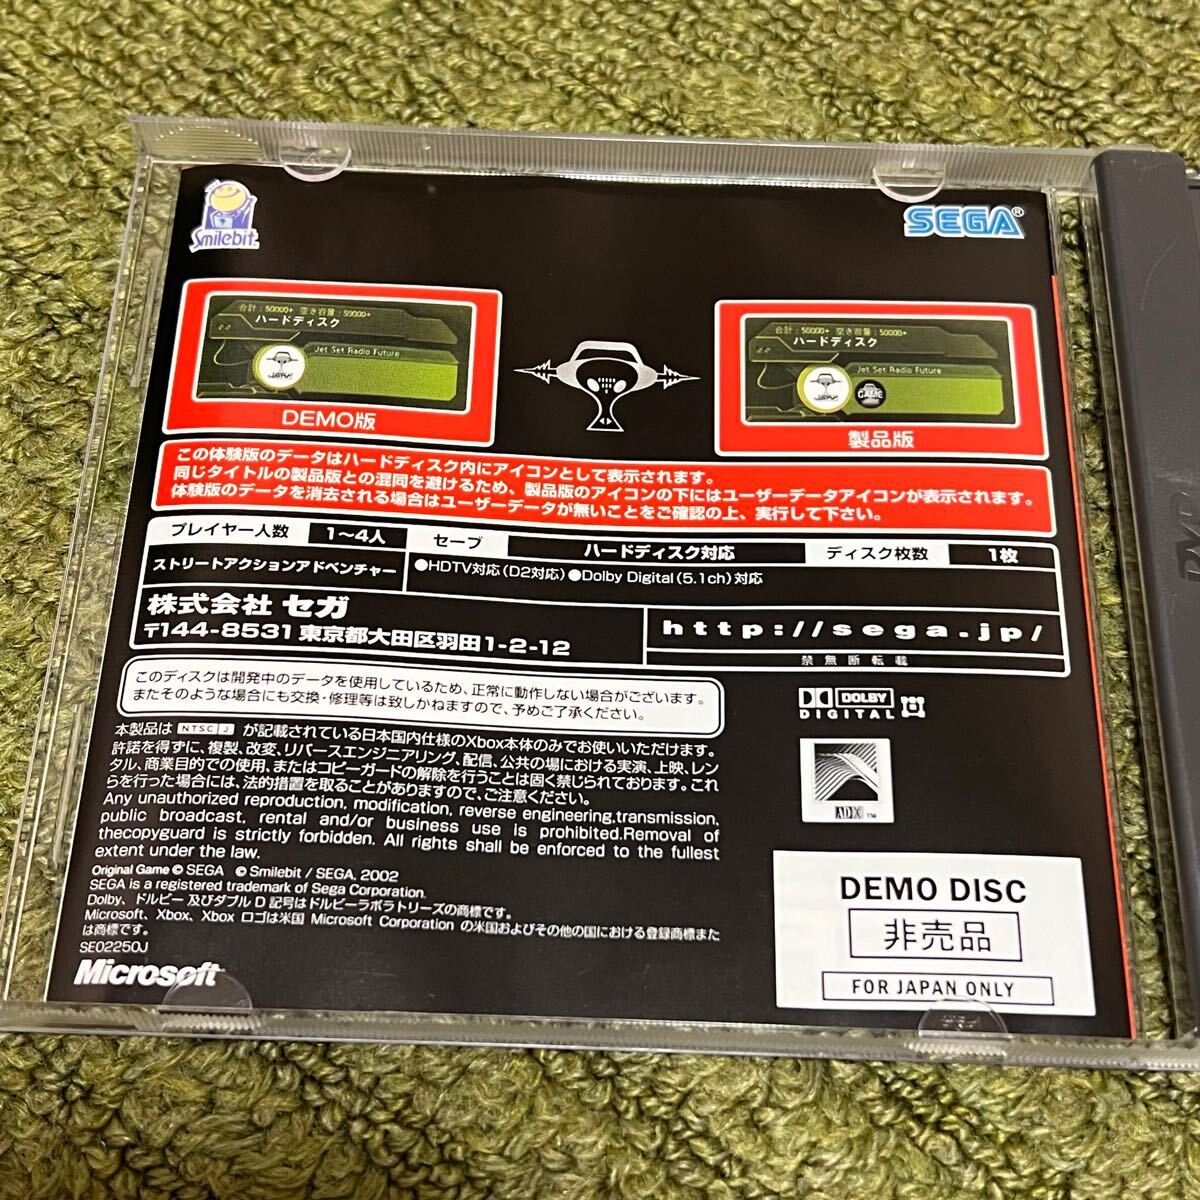 Smilebit.
SEGA®
合計：50000+ 空き容量：50000+
ハードディスク
Jet Set Radio Future
JSRV!
DEMO版
合計：50000+ 空き容量：50000+
ハードディスク
Jet Set Radio Future
GAME
製品版
この体験版のデータはハードディスク内にアイコンとして表示されます。
同じタイトルの製品版との混同を避けるため、製品版のアイコンの下にはユーザーデータアイコンが表示されます。
体験版のデータを消去される場合はユーザーデータが無いことをご確認の上、実行して下さい。
プレイヤー人数 1〜4人 セーブ ハードディスク対応 ディスク枚数 1枚
ストリートアクションアドベンチャー ●HDTV対応(D2対応)●Dolby Digital(5.1ch)対応
株式会社 セガ
〒144-8531 東京都大田区羽田1-2-12
http://sega.jp/
禁無断転載
このディスクは開発中のデータを使用しているため、正常に動作しない場合がございます。
またそのような場合にも交換・修理等は致しかねますので、予めご了承ください。
DOLBY
DIGITAL
本製品は NTSC J が記載されている日本国内仕様のXbox本体のみでお使いいただけます。
許諾を得ずに、複製、改変、リバースエンジニアリング、配信、公共の場における実演、上映、レン
タル、商業目的での使用、またはコピーガードの解除を行うことは固く禁じられております。これ
らを行った場合には、法的措置を取ることがありますので、ご注意ください。
Any unauthorized reproduction, modification, reverse engineering,transmission,
public broadcast, rental and/or business use is prohibited.Removal of
thecopyguard is strictly forbidden. All rights shall be enforced to the fullest
extent under the law.
ADX ™
Original Game © SEGA © Smilebit / SEGA, 2002
SEGA is a registered trademark of Sega Corporation.
Dolby、ドルビー 及びダブル D 記号はドルビーラボラトリーズの商標です。
Microsoft、Xbox、Xbox ロゴは米国 Microsoft Corporation の米国およびその他の国における登録商標また
は商標です。
SE02250J
Microsoft
DEMO DISC
非売品
FOR JAPAN ONLY